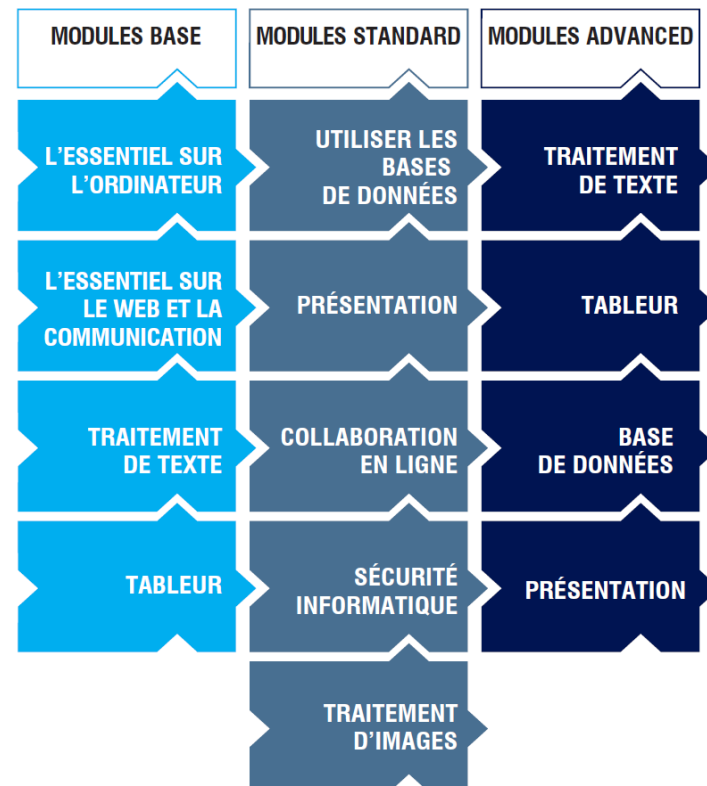 MODULES BASE
L'ESSENTIEL SUR
L'ORDINATEUR
L'ESSENTIEL SUR
LE WEB ET LA
COMMUNICATION
TRAITEMENT
DE TEXTE
TABLEUR
MODULES STANDARD
UTILISER LES
BASES
DE DONNÉES
PRÉSENTATION
COLLABORATION
EN LIGNE
SÉCURITÉ
INFORMATIQUE
TRAITEMENT
D'IMAGES
MODULES ADVANCED
TRAITEMENT
DE TEXTE
TABLEUR
BASE
DE DONNÉES
PRÉSENTATION